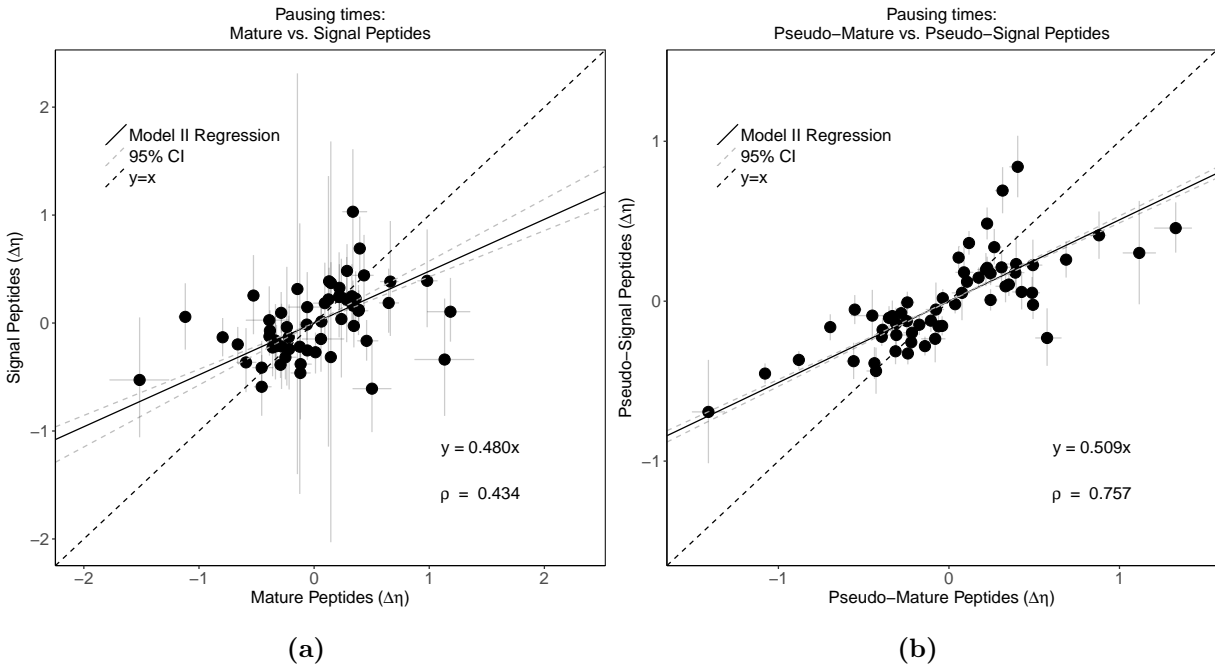 Pausing times:
Mature vs. Signal Peptides
Signal Peptides (Δη)
2
1
0
−1
−2
Model II Regression
95% CI
y=x
y = 0.480x
ρ = 0.434
−2
−1
0
1
2
Mature Peptides (Δη)
(a)
Pausing times:
Pseudo−Mature vs. Pseudo−Signal Peptides
Pseudo−Signal Peptides (Δη)
1
0
−1
Model II Regression
95% CI
y=x
y = 0.509x
ρ = 0.757
−1
0
1
Pseudo−Mature Peptides (Δη)
(b)